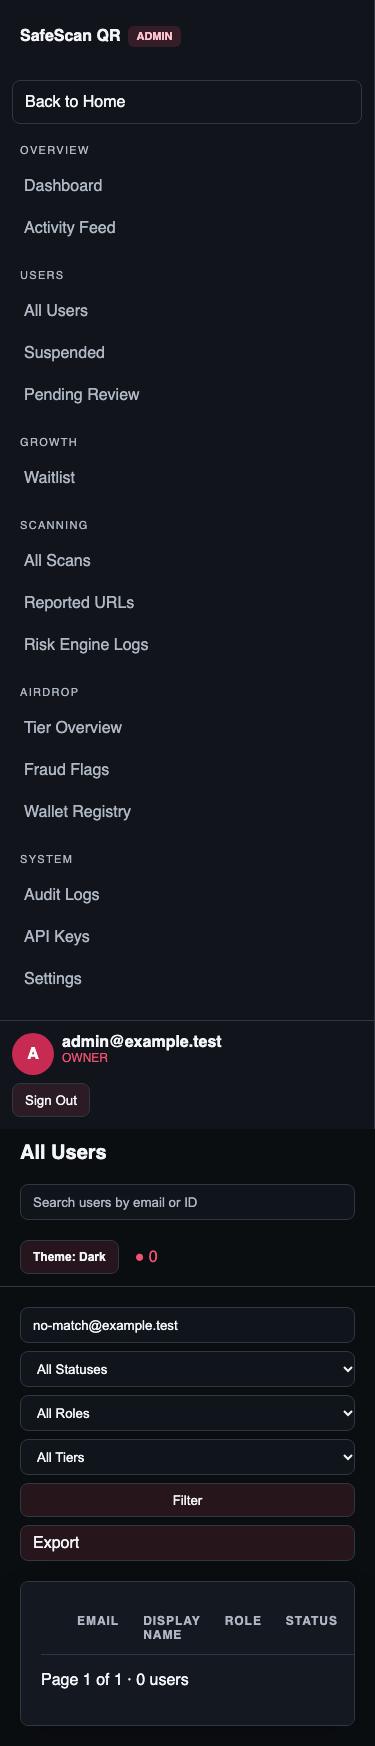 SafeScan QR ADMIN
Back to Home
OVERVIEW
Dashboard
Activity Feed
USERS
All Users
Suspended
Pending Review
GROWTH
Waitlist
SCANNING
All Scans
Reported URLs
Risk Engine Logs
AIRDROP
Tier Overview
Fraud Flags
Wallet Registry
SYSTEM
Audit Logs
API Keys
Settings
A
admin@example.test
OWNER
Sign Out
All Users
Search users by email or ID
Theme: Dark ● 0
no-match@example.test
All Statuses
All Roles
All Tiers
Filter
Export
EMAIL DISPLAY NAME ROLE STATUS
Page 1 of 1 · 0 users